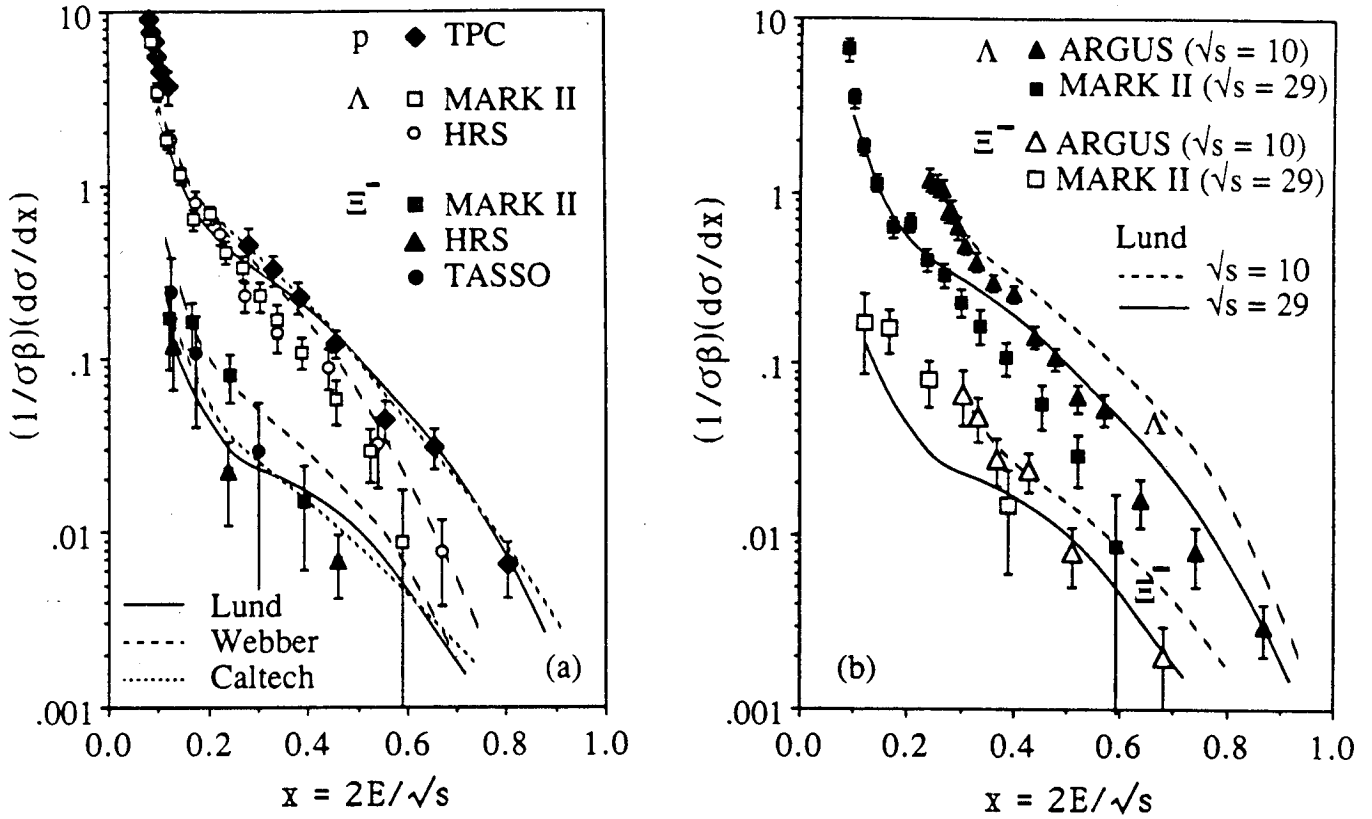 10
1
.1
.01
.001
(1/σβ)(dσ/dx)
p ◆ TPC
Λ □ MARK II
○ HRS
Ξ⁻ ■ MARK II
▲ HRS
● TASSO
Lund
Webber
Caltech
(a)
0.0 0.2 0.4 0.6 0.8 1.0
x = 2E/√s
10
1
.1
.01
.001
(1/σβ)(dσ/dx)
Λ ▲ ARGUS (√s = 10)
■ MARK II (√s = 29)
Ξ⁻ △ ARGUS (√s = 10)
□ MARK II (√s = 29)
Lund
√s = 10
√s = 29
Λ
Ξ⁻
(b)
0.0 0.2 0.4 0.6 0.8 1.0
x = 2E/√s